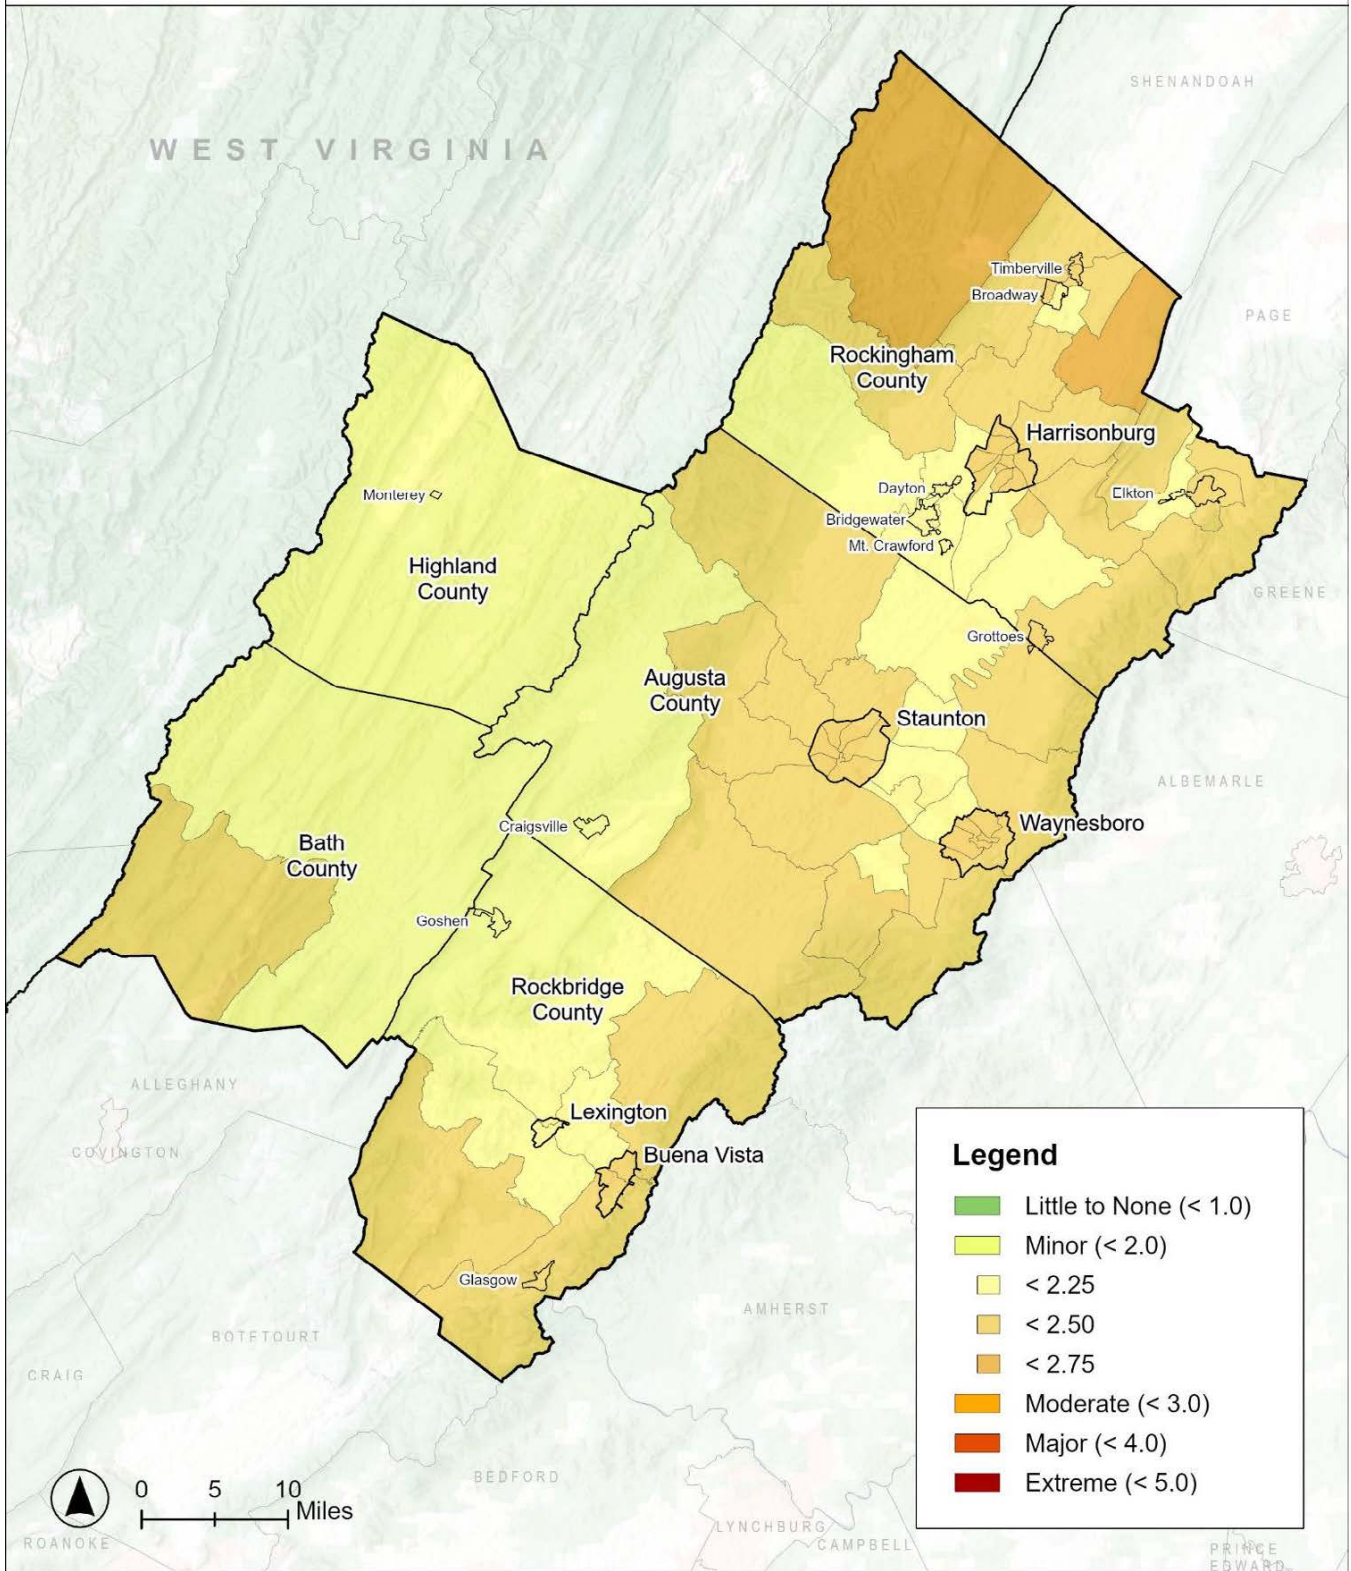 SHENANDOAH
WEST VIRGINIA
Timberville
Broadway
PAGE
Rockingham
County
Harrisonburg
Dayton
Elkton
Monterey
Bridgewater
Mt. Crawford
Highland
County
GREENE
Grottoes
Augusta
County
Staunton
ALBEMARLE
Craigsville
Waynesboro
Bath
County
Goshen
Rockbridge
County
ALLEGHANY
Lexington
COVINGTON
Buena Vista
Glasgow
AMHERST
BOTETOURT
CRAIG
BEDFORD
LYNCHBURG
CAMPBELL
ROANOKE
PRINCE
EDWARD
Legend
Little to None (< 1.0)
Minor (< 2.0)
< 2.25
< 2.50
< 2.75
Moderate (< 3.0)
Major (< 4.0)
Extreme (< 5.0)
0 5 10
Miles